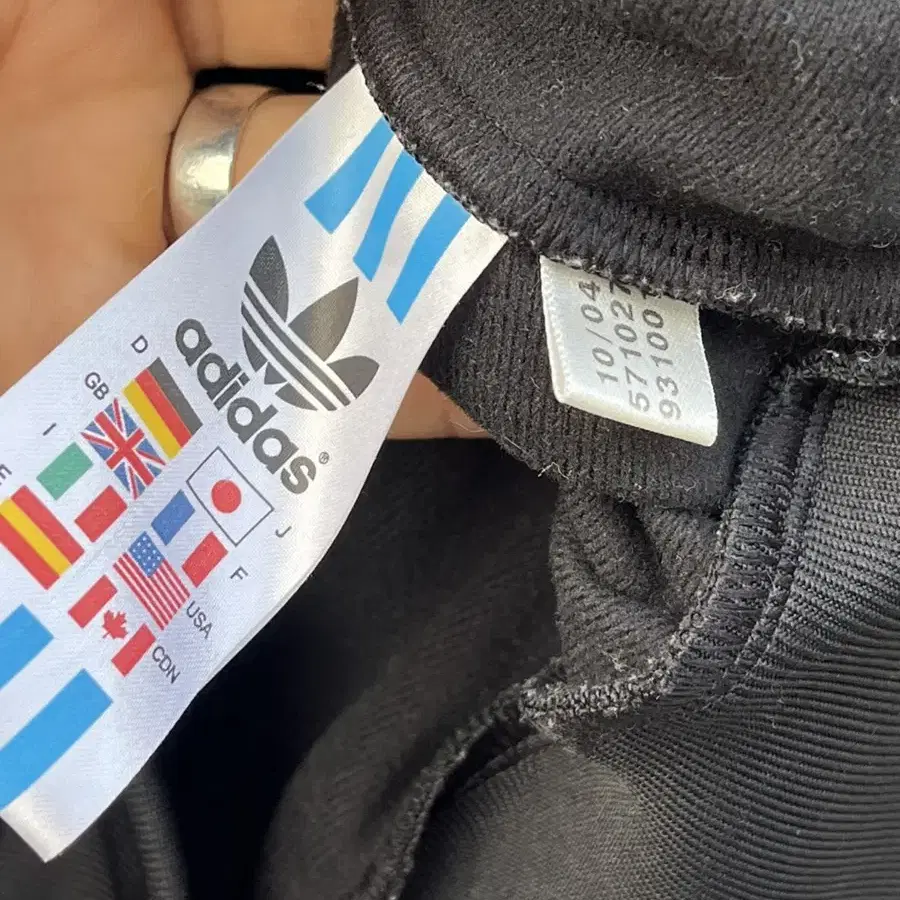 adidas®
D
GB
I
E
J
F
USA
CDN
10/04
57102
93100